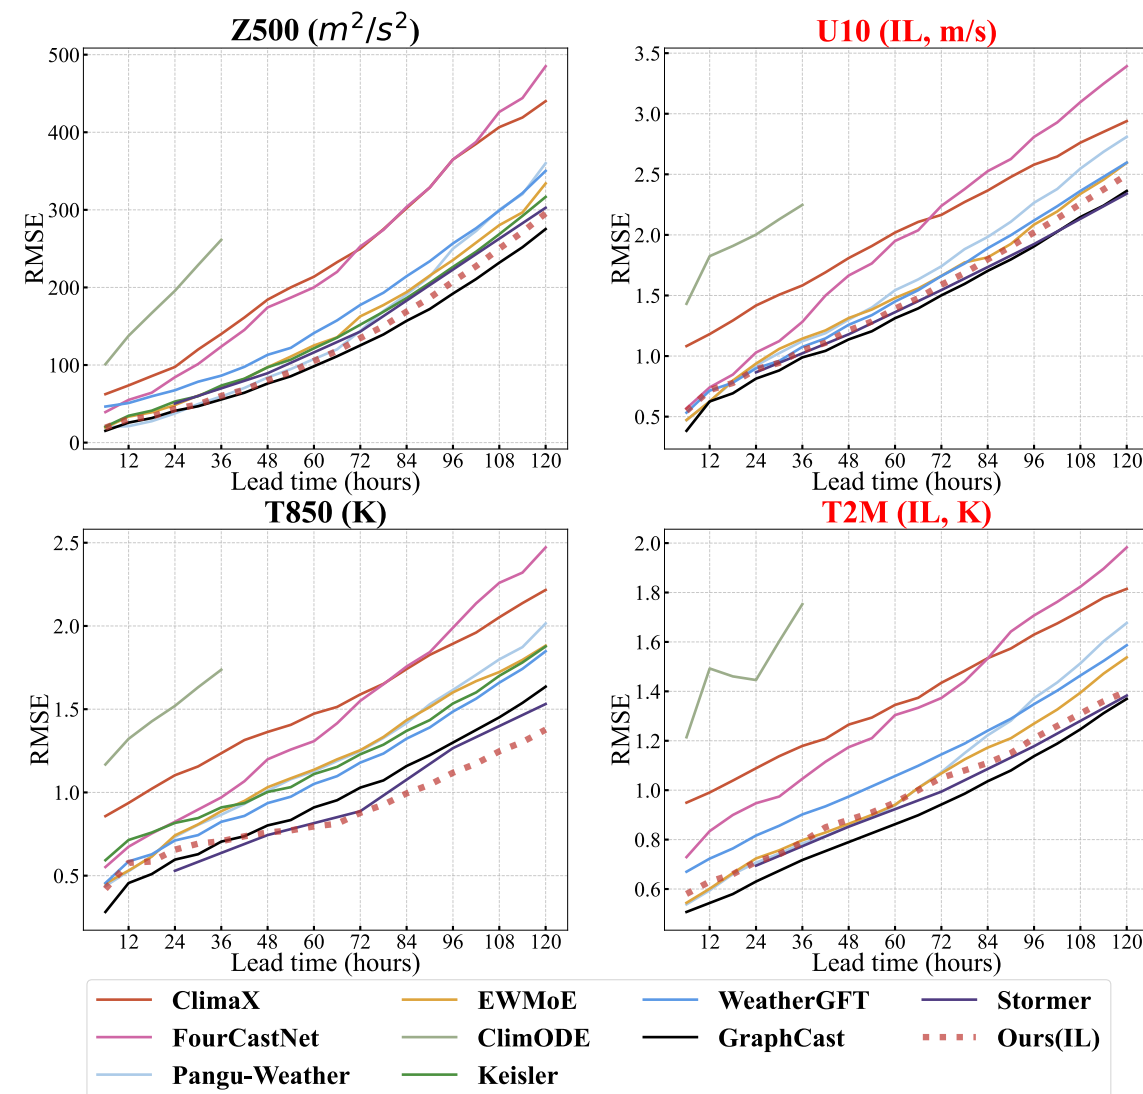 Z500 (m²/s²)
500
400
300
200
100
0
RMSE
12 24 36 48 60 72 84 96 108 120
Lead time (hours)
U10 (IL, m/s)
3.5
3.0
2.5
2.0
1.5
1.0
0.5
RMSE
12 24 36 48 60 72 84 96 108 120
Lead time (hours)
T850 (K)
2.5
2.0
1.5
1.0
0.5
RMSE
12 24 36 48 60 72 84 96 108 120
Lead time (hours)
T2M (IL, K)
2.0
1.8
1.6
1.4
1.2
1.0
0.8
0.6
RMSE
12 24 36 48 60 72 84 96 108 120
Lead time (hours)
ClimaX EWMoE WeatherGFT Stormer
FourCastNet ClimODE GraphCast Ours(IL)
Pangu-Weather Keisler